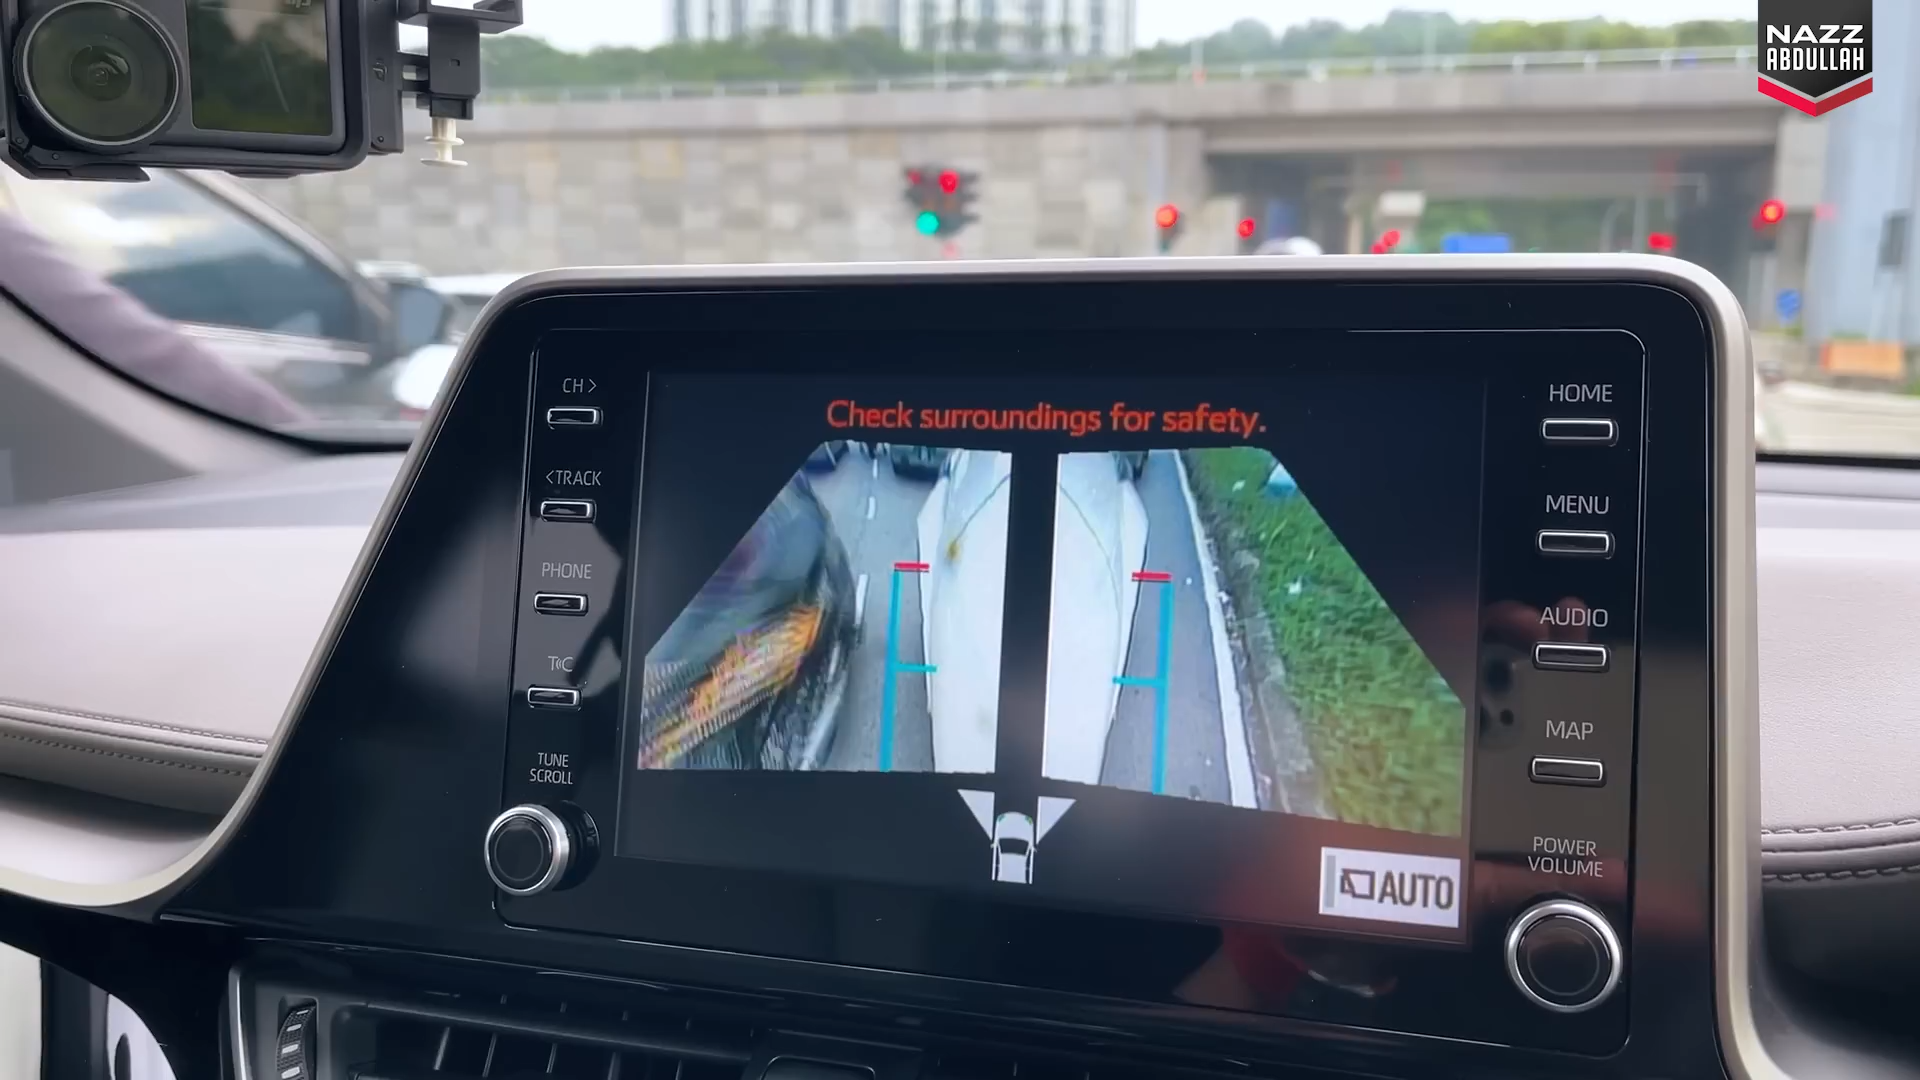 NAZZ
ABDULLAH
CH>
<TRACK
PHONE
TUNE
SCROLL
Check surroundings for safety.
AUTO
HOME
MENU
AUDIO
MAP
POWER
VOLUME